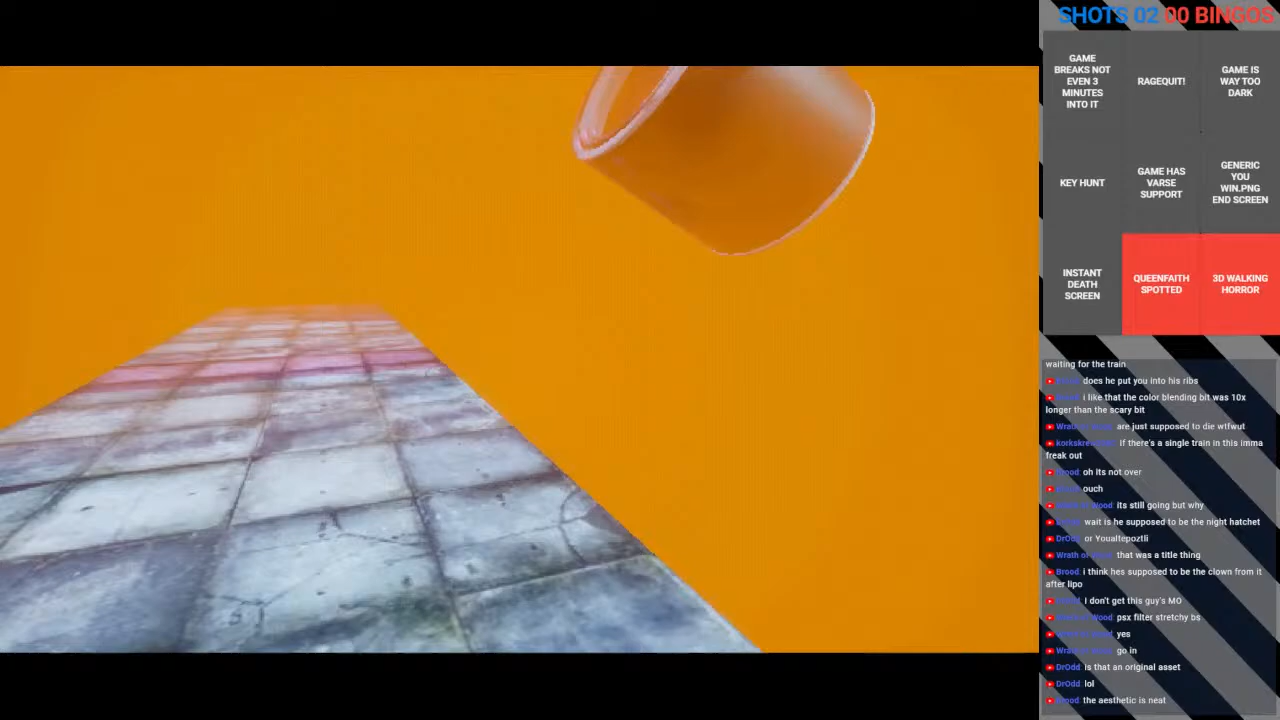 SHOTS 02 00 BINGOS
GAME
BREAKS NOT
EVEN 3
MINUTES
INTO IT
RAGEQUIT!
GAME IS
WAY TOO
DARK
KEY HUNT
GAME HAS
VARSE
SUPPORT
GENERIC
YOU
WIN.PNG
END SCREEN
INSTANT
DEATH
SCREEN
QUEENFAITH
SPOTTED
3D WALKING
HORROR
waiting for the train
does he put you into his ribs
i like that the color blending bit was 10x
longer than the scary bit
Wrath are just supposed to die wtfwut
if there's a single train in this imma
freak out
oh its not over
ouch
its still going but why
wait is he supposed to be the night hatchet
DrOdd: or Youaltepoztli
Wrath of that was a title thing
Brood: i think hes supposed to be the clown from it
after lipo
I don't get this guy's MO
psx filter stretchy bs
yes
go in
DrOdd: is that an original asset
DrOdd: lol
the aesthetic is neat